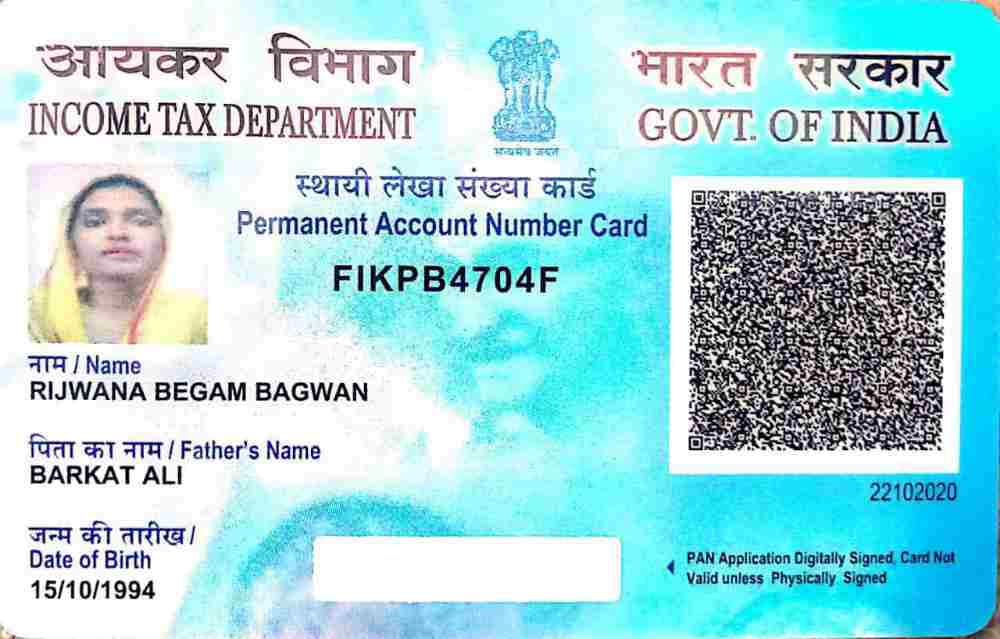 आयकर विभाग
INCOME TAX DEPARTMENT
भारत सरकार
GOVT. OF INDIA
सत्यमेव जयते
स्थायी लेखा संख्या कार्ड
Permanent Account Number Card
FIKPB4704F
नाम / Name
RIJWANA BEGAM BAGWAN
पिता का नाम / Father's Name
BARKAT ALI
जन्म की तारीख /
Date of Birth
15/10/1994
22102020
PAN Application Digitally Signed, Card Not
Valid unless Physically Signed